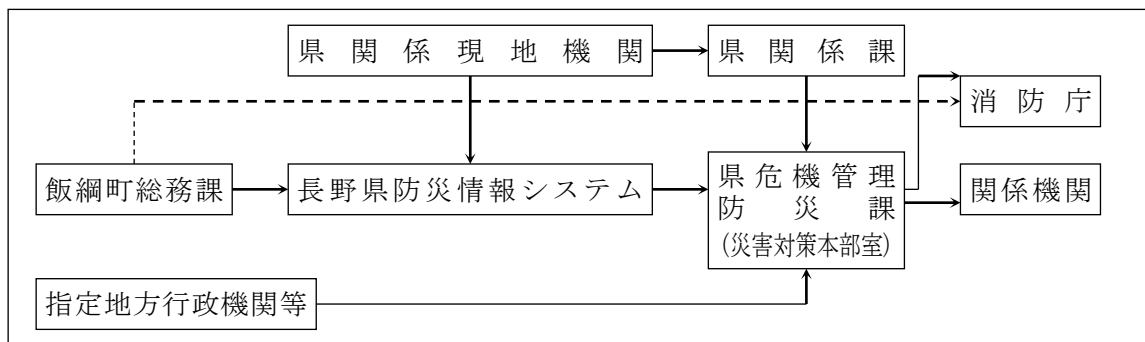 県関係現地機関
県関係課
消防庁
飯綱町総務課
長野県防災情報システム
県危機管理
防災課
(災害対策本部室)
関係機関
指定地方行政機関等